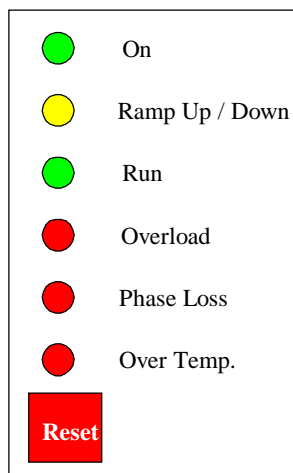 On
Ramp Up / Down
Run
Overload
Phase Loss
Over Temp.
Reset